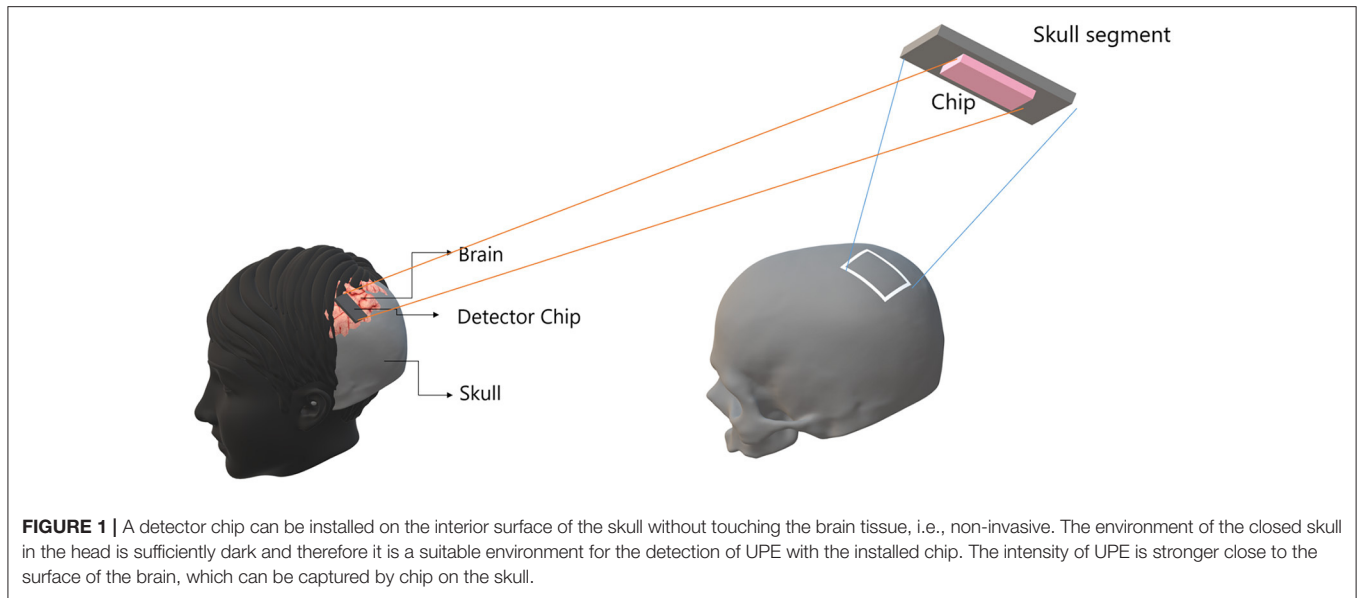 Skull segment
Chip
Brain
Detector Chip
Skull
FIGURE 1 | A detector chip can be installed on the interior surface of the skull without touching the brain tissue, i.e., non-invasive. The environment of the closed skull
in the head is sufficiently dark and therefore it is a suitable environment for the detection of UPE with the installed chip. The intensity of UPE is stronger close to the
surface of the brain, which can be captured by chip on the skull.